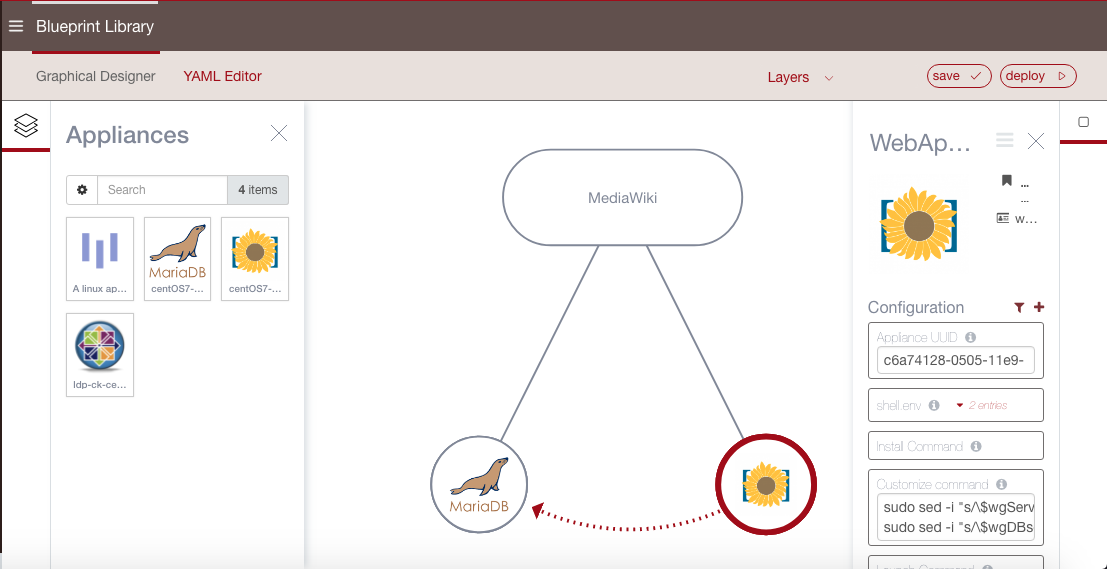 Blueprint Library
Graphical Designer
YAML Editor
Layers
save
deploy
Appliances
Search
4 items
A linux ap...
MariaDB
centOS7-...
centOS7-...
ldp-ck-ce...
MediaWiki
MariaDB
WebAp...
...
...
w...
Configuration
Appliance UUID
c6a74128-0505-11e9-
shell.env
2 entries
Install Command
Customize command
sudo sed -i "s/\$wgServ
sudo sed -i "s/\$wgDBs
Launch Command